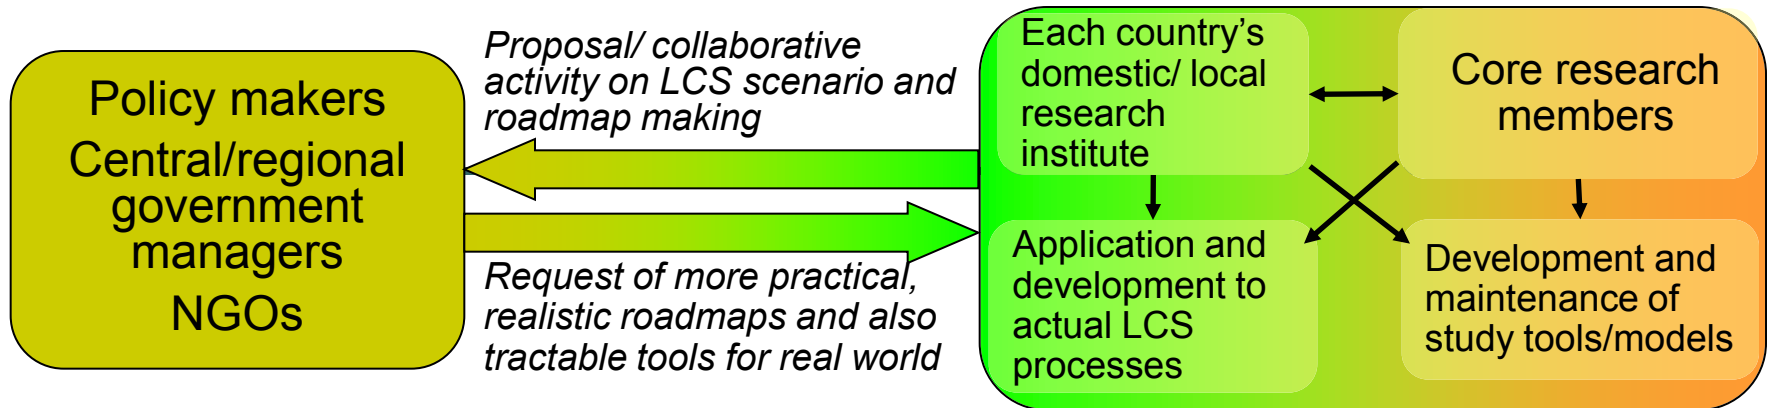 Policy makers
Central/regional
government
managers
NGOs
Proposal/ collaborative
activity on LCS scenario and
roadmap making
Request of more practical,
realistic roadmaps and also
tractable tools for real world
Each country’s
domestic/ local
research
institute
Core research
members
Application and
development to
actual LCS
processes
Development and
maintenance of
study tools/models